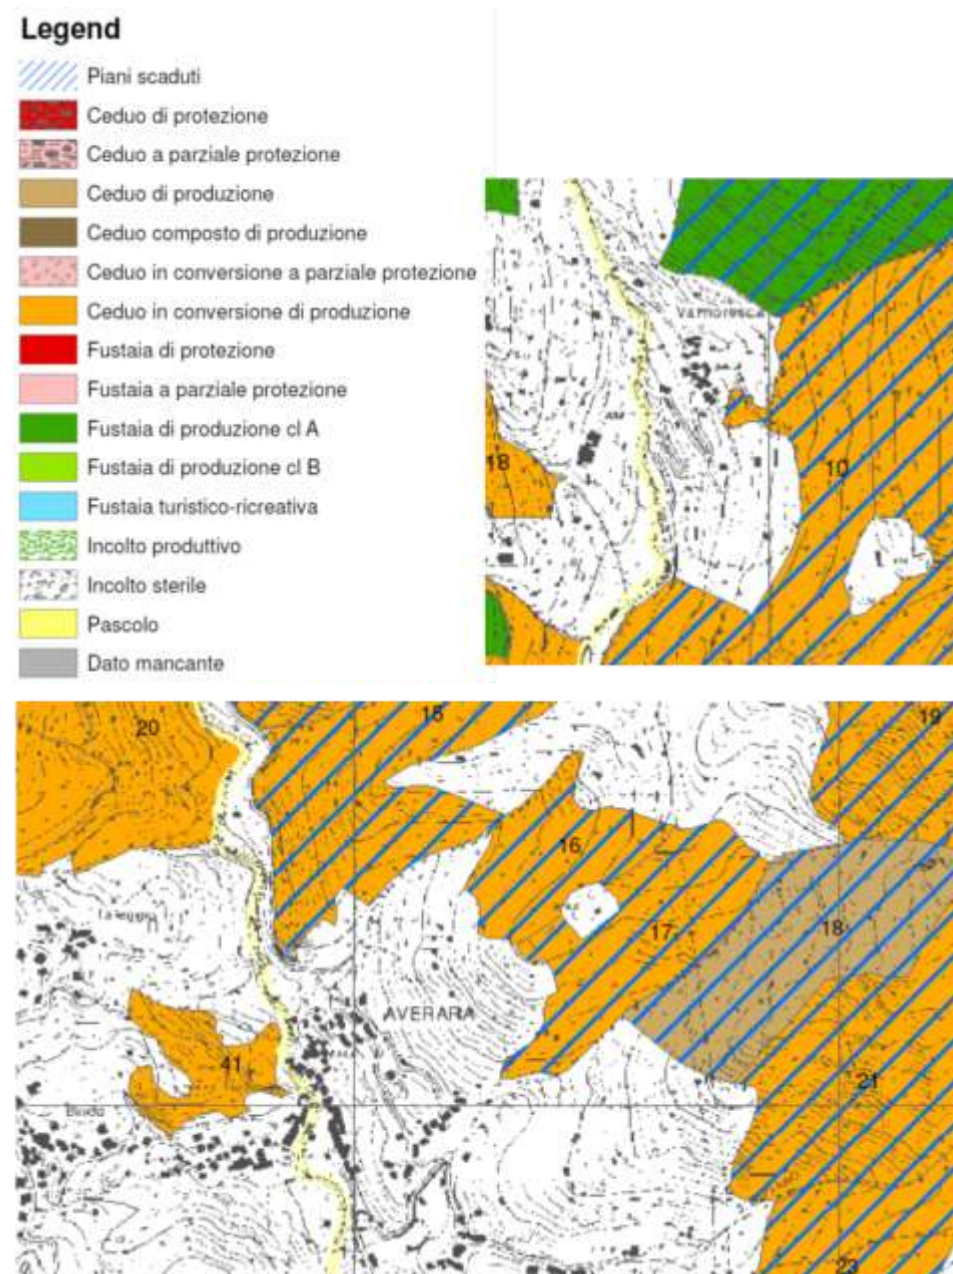 Legend
Piani scaduti
Ceduo di protezione
Ceduo a parziale protezione
Ceduo di produzione
Ceduo composto di produzione
Ceduo in conversione a parziale protezione
Ceduo in conversione di produzione
Fustaia di protezione
Fustaia a parziale protezione
Fustaia di produzione cl A
Fustaia di produzione cl B
Fustaia turistico-ricreativa
Incolto produttivo
Incolto sterile
Pascolo
Dato mancante
Valmoresca
18
10
20
15
19
16
17
18
AVERARA
41
21
23